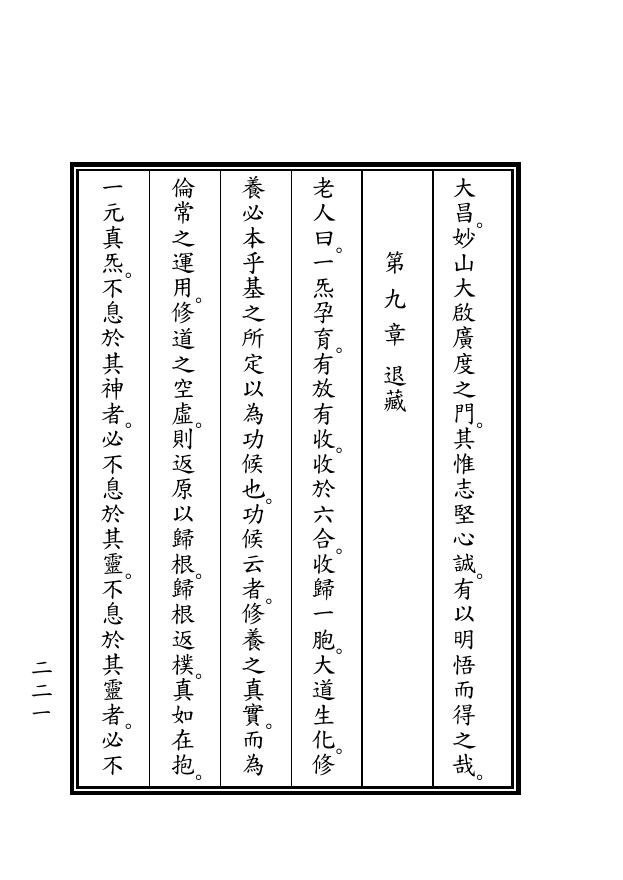 大昌。妙山大啟廣度之門。其惟志堅心誠。有以明悟而得之哉。
第九章 退藏
老人曰。一炁孕育。有放有收。收於六合。收歸一胞。大道生化。修
養必本乎基之所定以為功候也。功候云者。修養之真實。而為
倫常之運用。修道之空虛。則返原以歸根。歸根返樸。真如在抱。
一元真炁。不息於其神者。必不息於其靈。不息於其靈者。必不
二二一